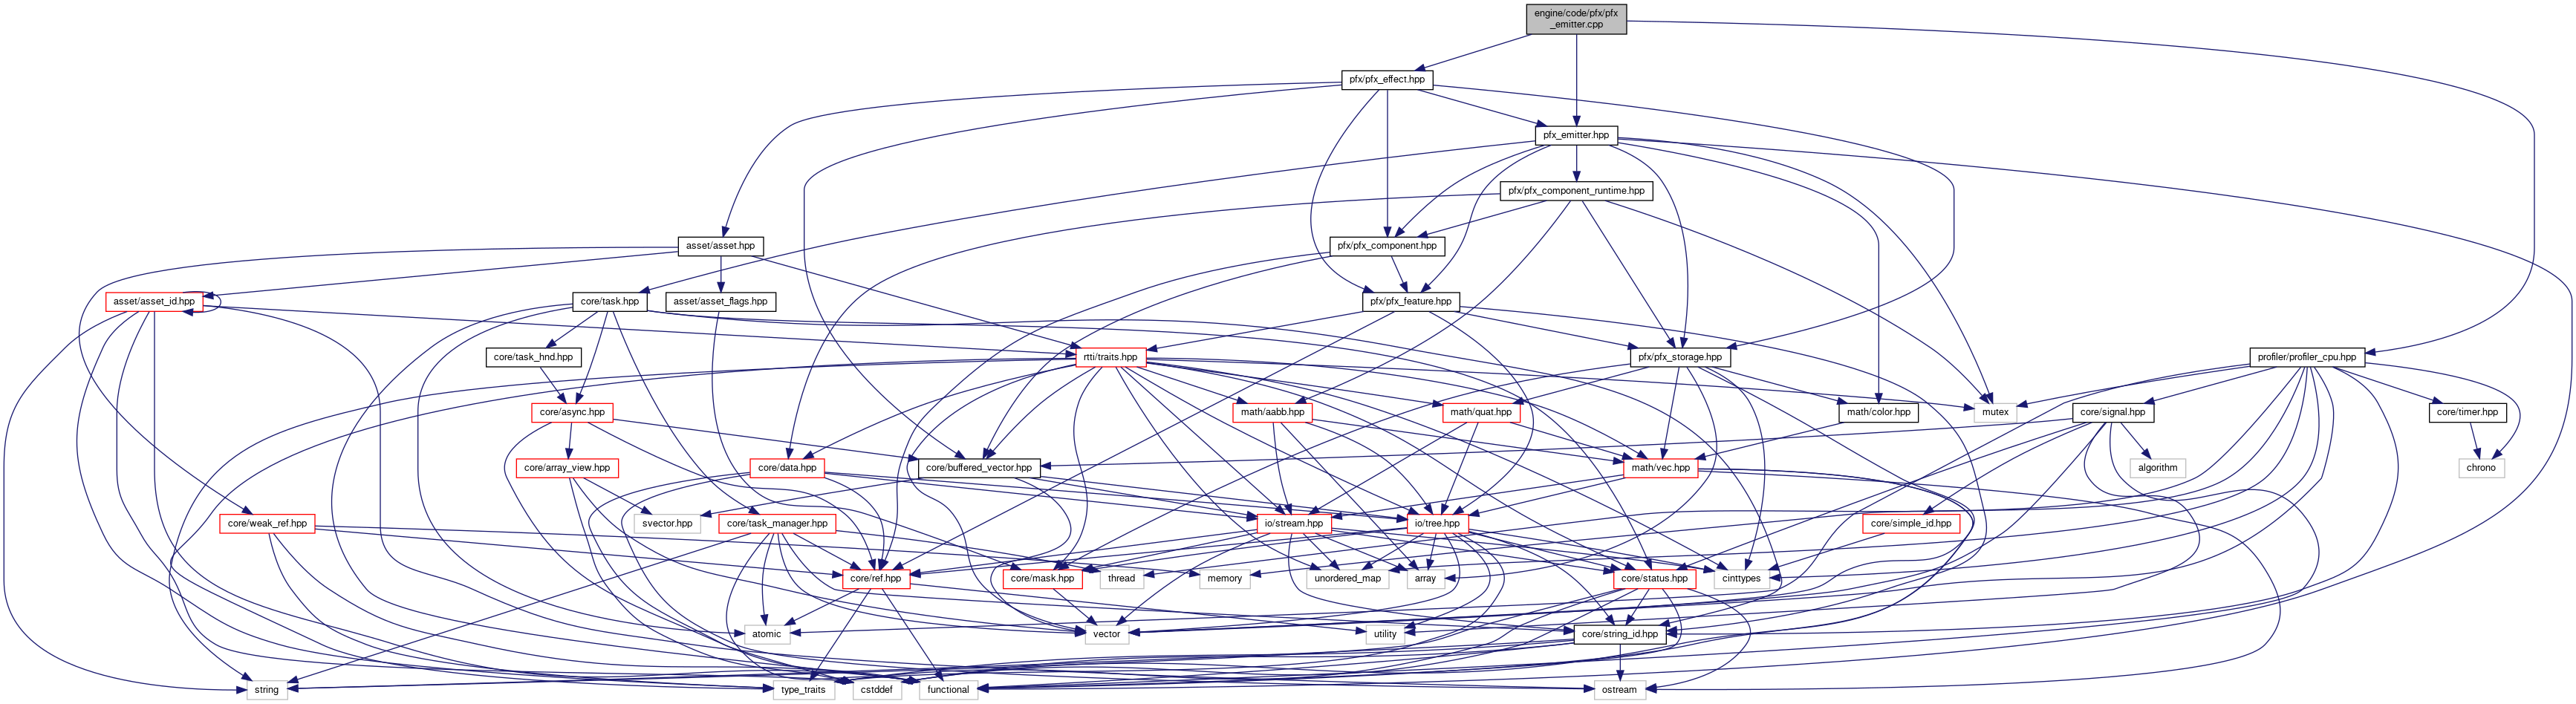 engine/code/pfx/pfx
_emitter.cpp
pfx/pfx_effect.hpp
pfx_emitter.hpp
pfx/pfx_component_runtime.hpp
asset/asset.hpp
pfx/pfx_component.hpp
asset/asset_id.hpp
core/task.hpp
asset/asset_flags.hpp
pfx/pfx_feature.hpp
core/task_hnd.hpp
rtti/traits.hpp
pfx/pfx_storage.hpp
profiler/profiler_cpu.hpp
core/async.hpp
math/aabb.hpp
math/quat.hpp
math/color.hpp
mutex
core/signal.hpp
core/timer.hpp
core/array_view.hpp
core/data.hpp
core/buffered_vector.hpp
math/vec.hpp
algorithm
chrono
core/weak_ref.hpp
svector.hpp
core/task_manager.hpp
io/stream.hpp
io/tree.hpp
core/simple_id.hpp
core/ref.hpp
core/mask.hpp
thread
memory
unordered_map
array
core/status.hpp
cinttypes
atomic
vector
utility
core/string_id.hpp
string
type_traits
cstddef
functional
ostream